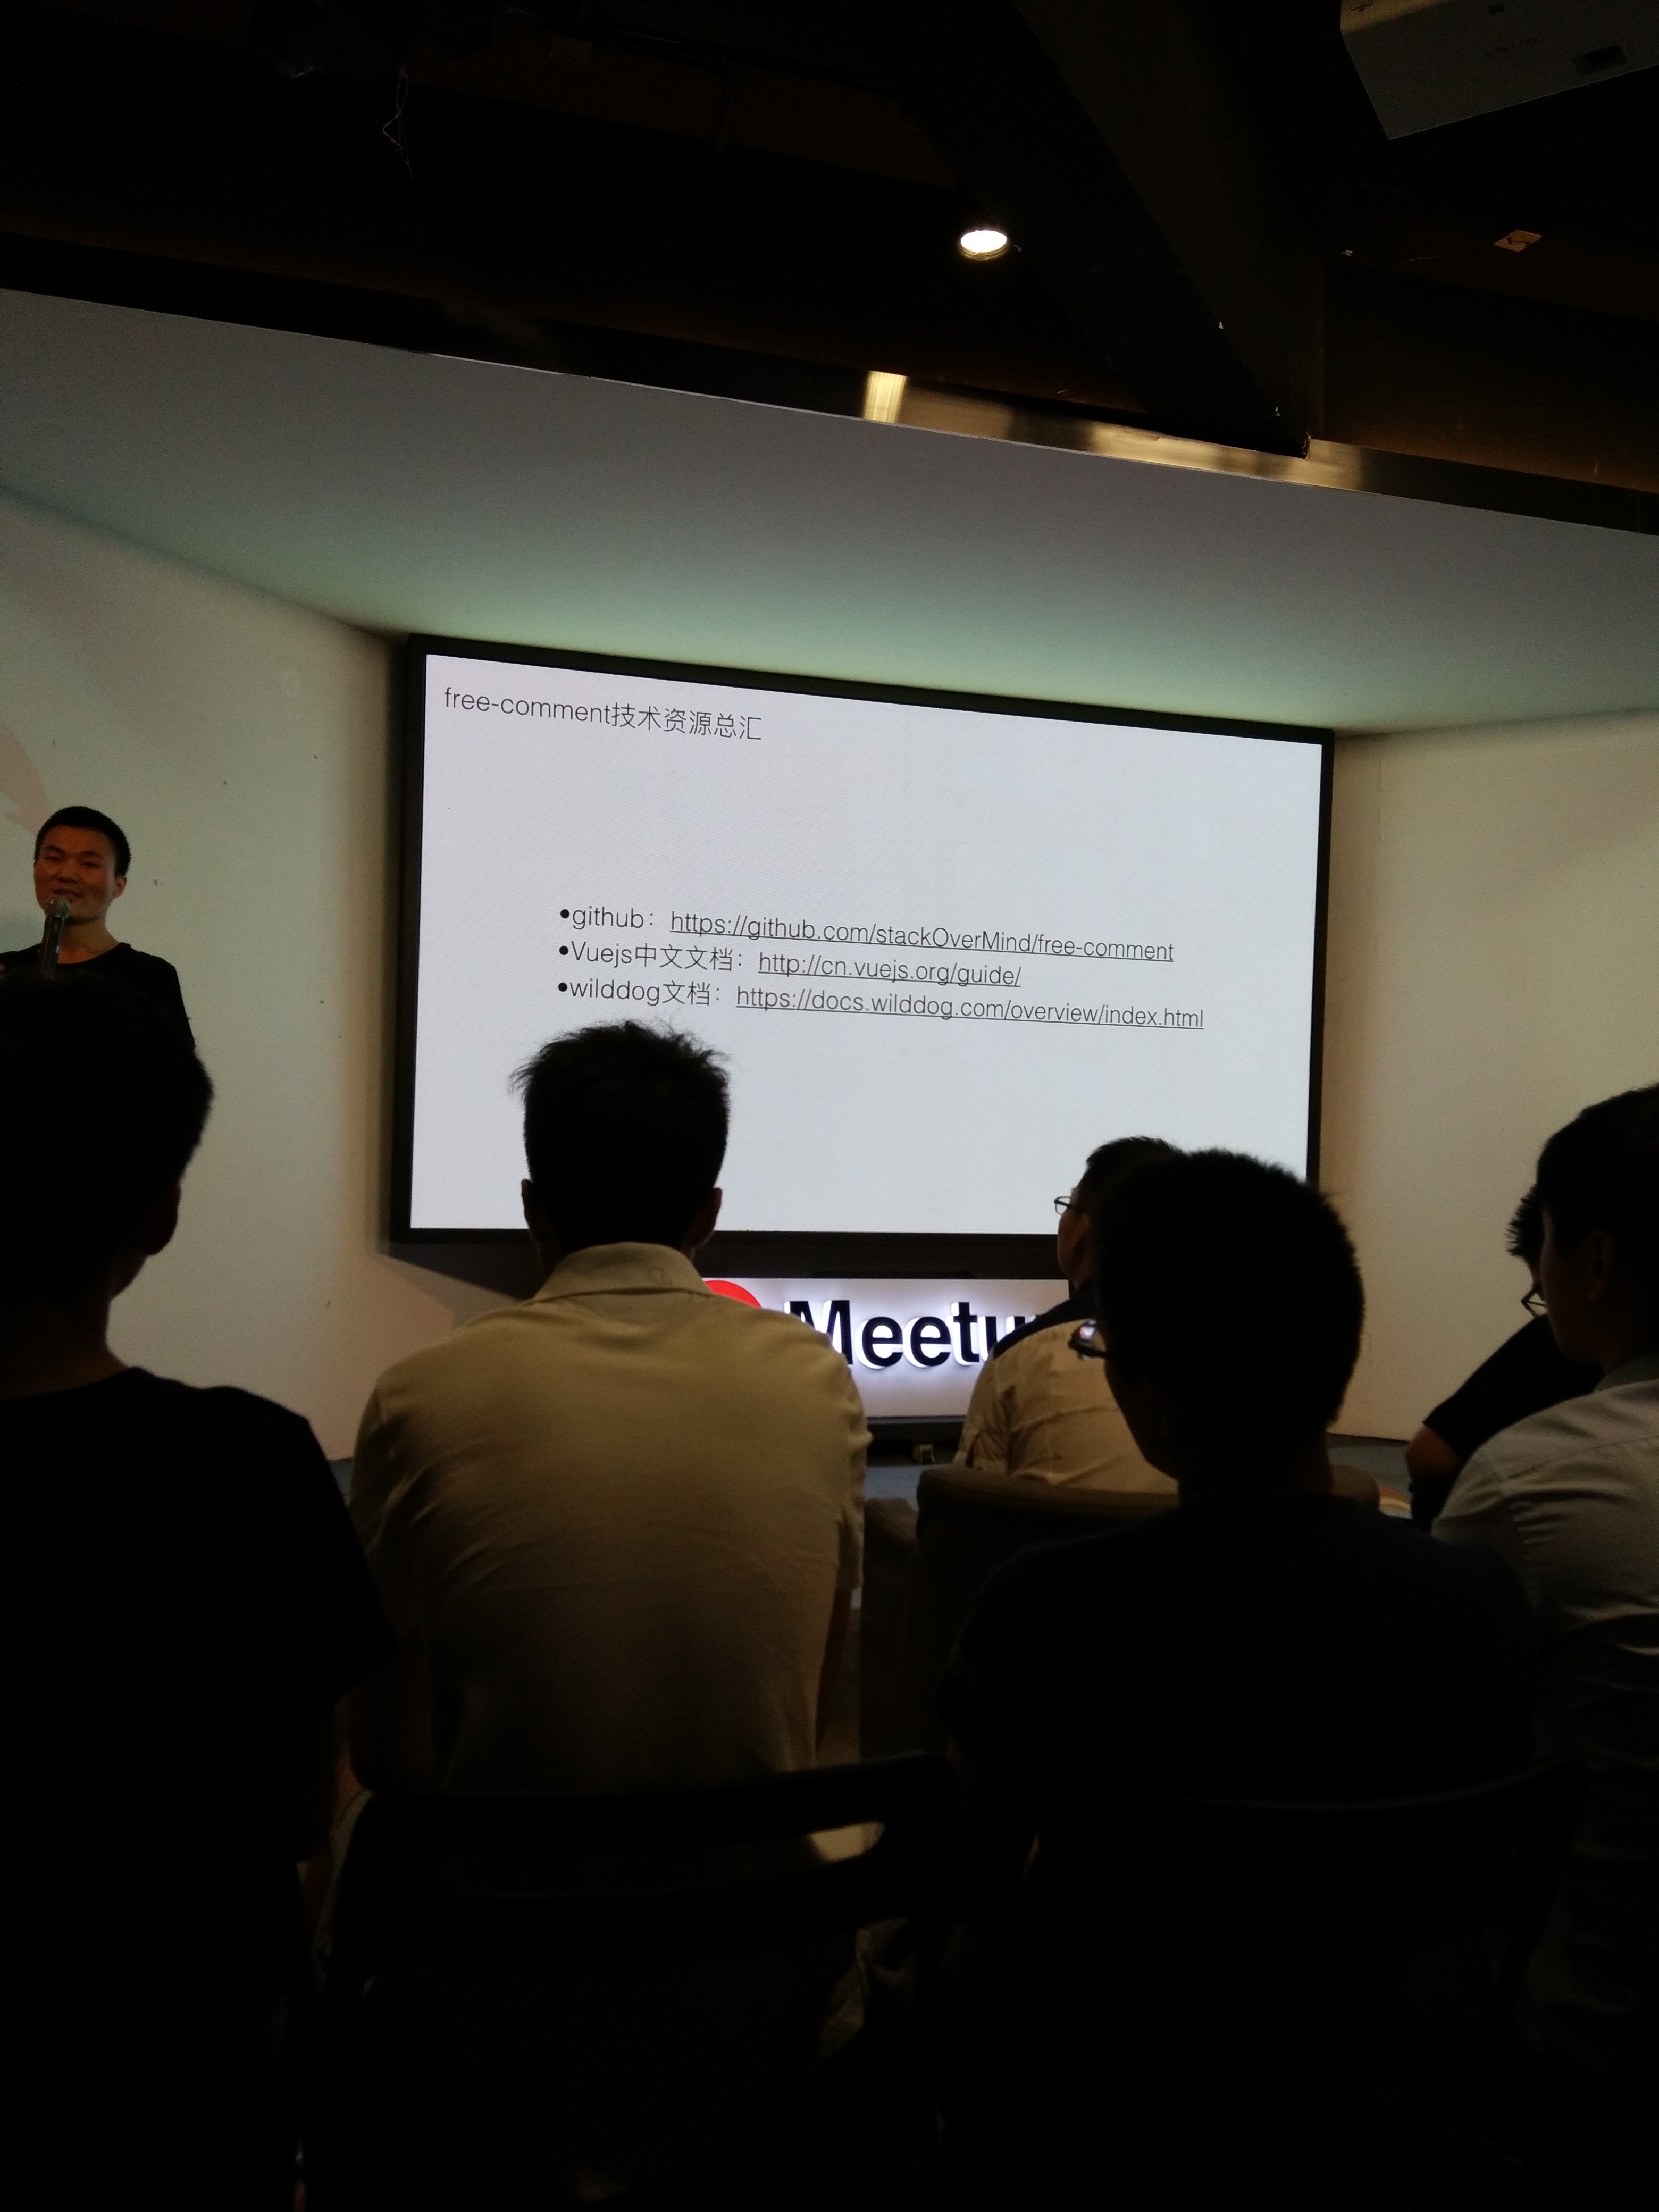 free-comment技术资源总汇
•github：https://github.com/stackOverMind/free-comment
•Vuejs中文文档：http://cn.vuejs.org/guide/
•wilddog文档：https://docs.wilddog.com/overview/index.html
Meetu